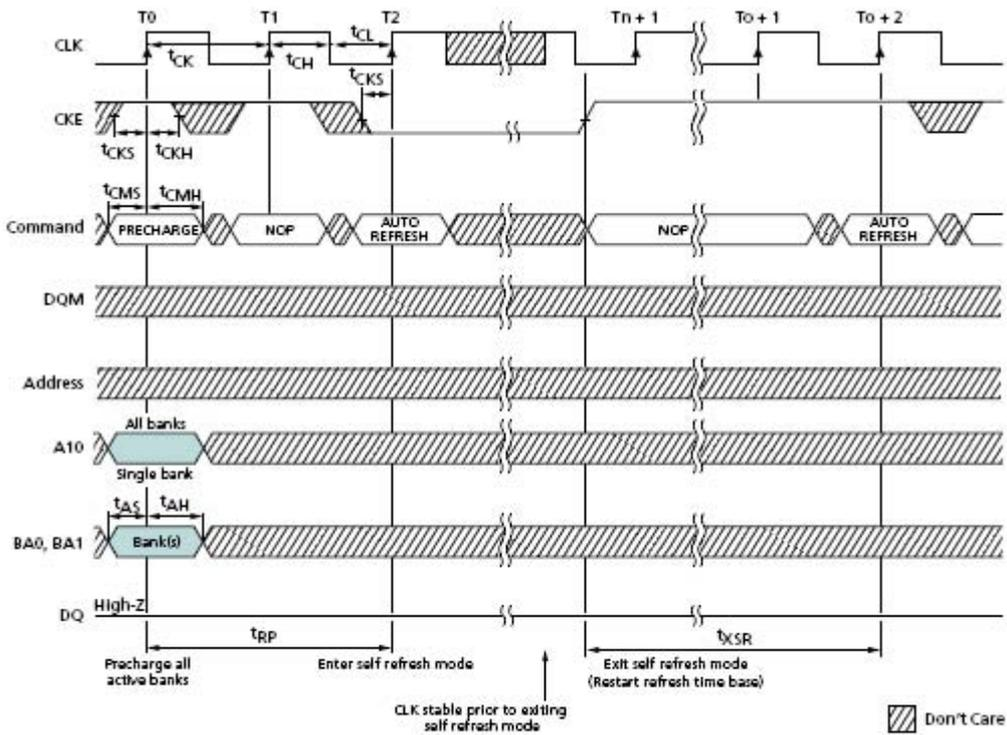 T0 T1 T2 Tn + 1 To + 1 To + 2
CLK
tCK tCH tCL
tCKS
CKE
tCKS tCKH
tCMS tCMH
Command PRECHARGE NOP AUTO REFRESH NOP AUTO REFRESH
DQM
Address
All banks
A10
Single bank
tAS tAH
BA0, BA1 Bank(s)
High-Z
DQ
tRP tXSR
Precharge all active banks
Enter self refresh mode
Exit self refresh mode
(Restart refresh time base)
CLK stable prior to exiting
self refresh mode
Don't Care